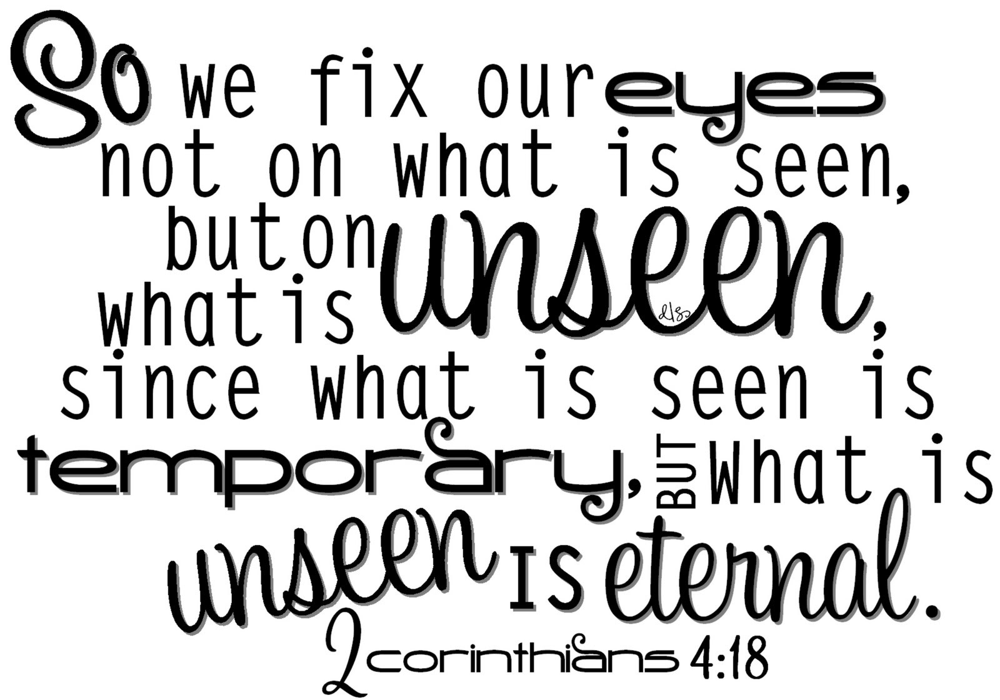 So we fix our eyes
not on what is seen,
but on
what is unseen,
since what is seen is
temporary, BUT what is
unseen IS eternal.
2 corinthians 4:18